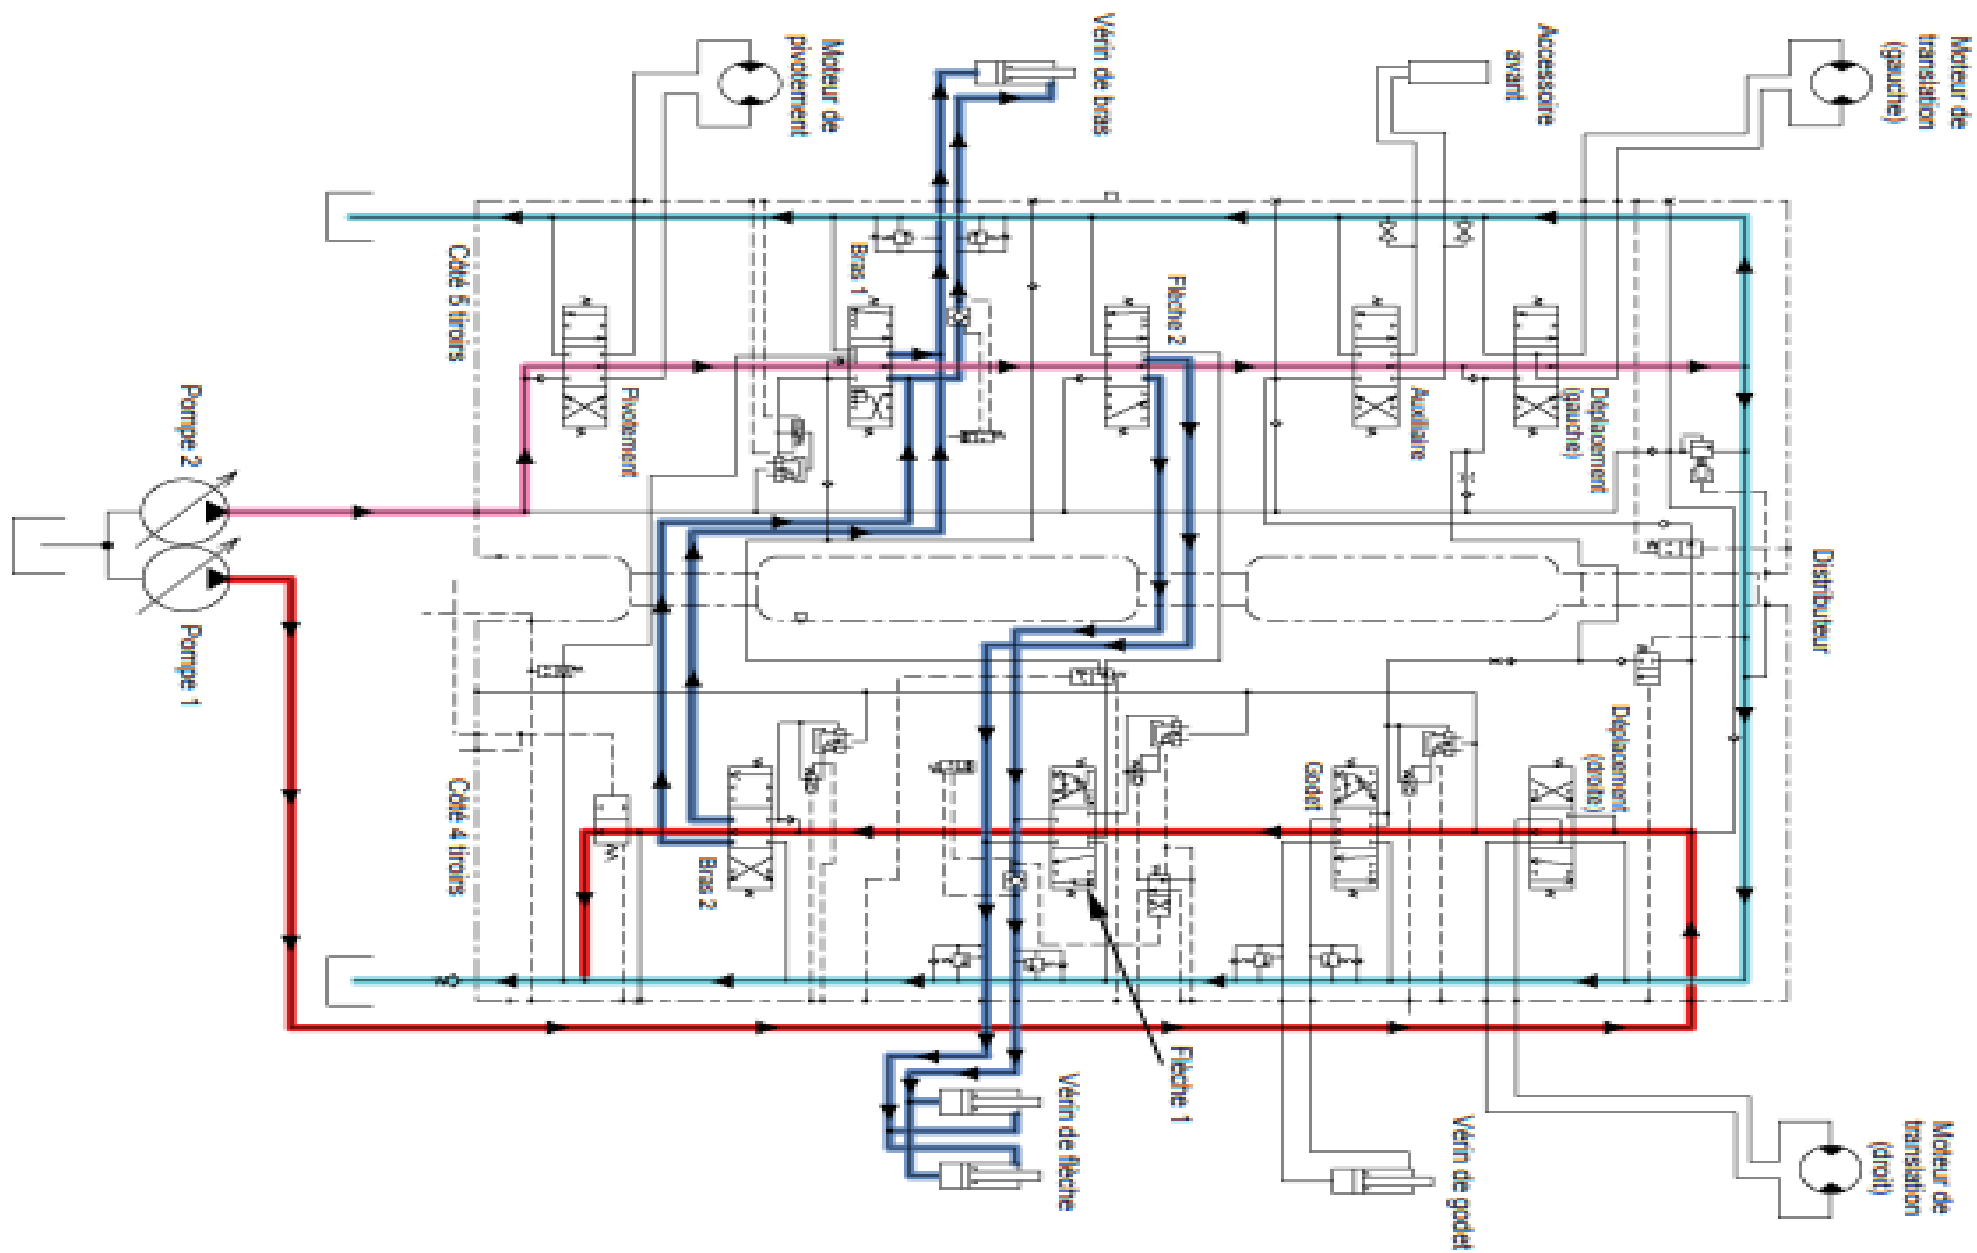 Moteur de
translation
(gauche)
Accessoire
avant
Vérin de bras
Moteur de
pivotement
Distributeur
Déplacement
(gauche)
Auxiliaire
Flèche 2
Bras 1
Pivotement
Côté 5 tiroirs
Pompe 2
Pompe 1
Côté 4 tiroirs
Bras 2
Flèche 1
Godet
Déplacement
(droite)
Vérin de flèche
Vérin de godet
Moteur de
translation
(droit)